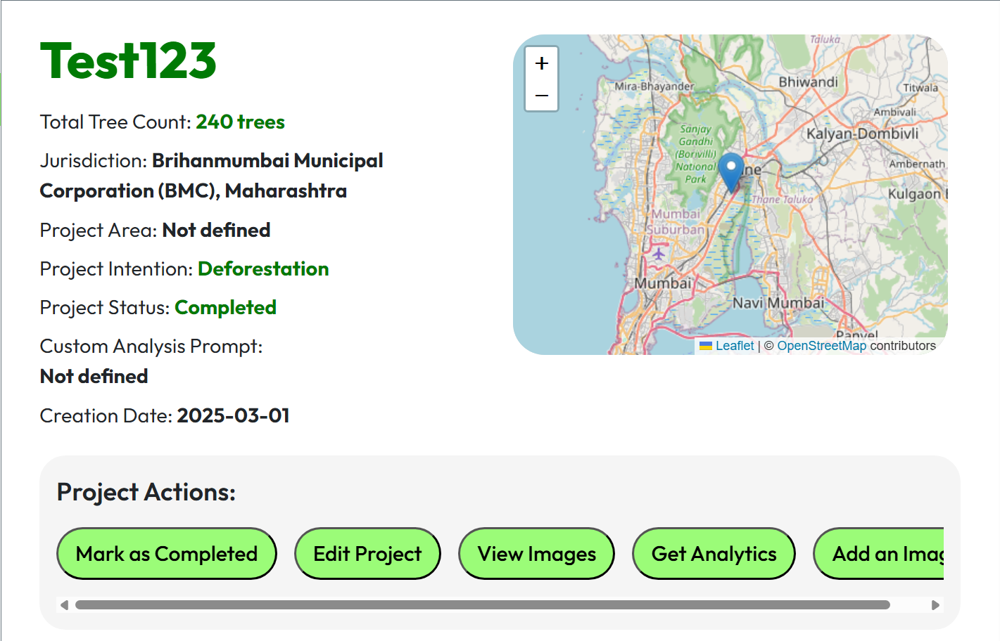 Test123
Total Tree Count: 240 trees
Jurisdiction: Brihanmumbai Municipal
Corporation (BMC), Maharashtra
Project Area: Not defined
Project Intention: Deforestation
Project Status: Completed
Custom Analysis Prompt:
Not defined
Creation Date: 2025-03-01
+
−
Taluka
Mira-Bhayander
Bhiwandi
Titwala
Ambivali
Sanjay
Gandhi
(Borivili)
National
Park
Kalyan-Dombivli
Ambernath
Kulgaon
Thane Taluka
Mumbai
Suburban
Mumbai
Navi Mumbai
Panvel
Leaflet | © OpenStreetMap contributors
Project Actions:
Mark as Completed
Edit Project
View Images
Get Analytics
Add an Imag